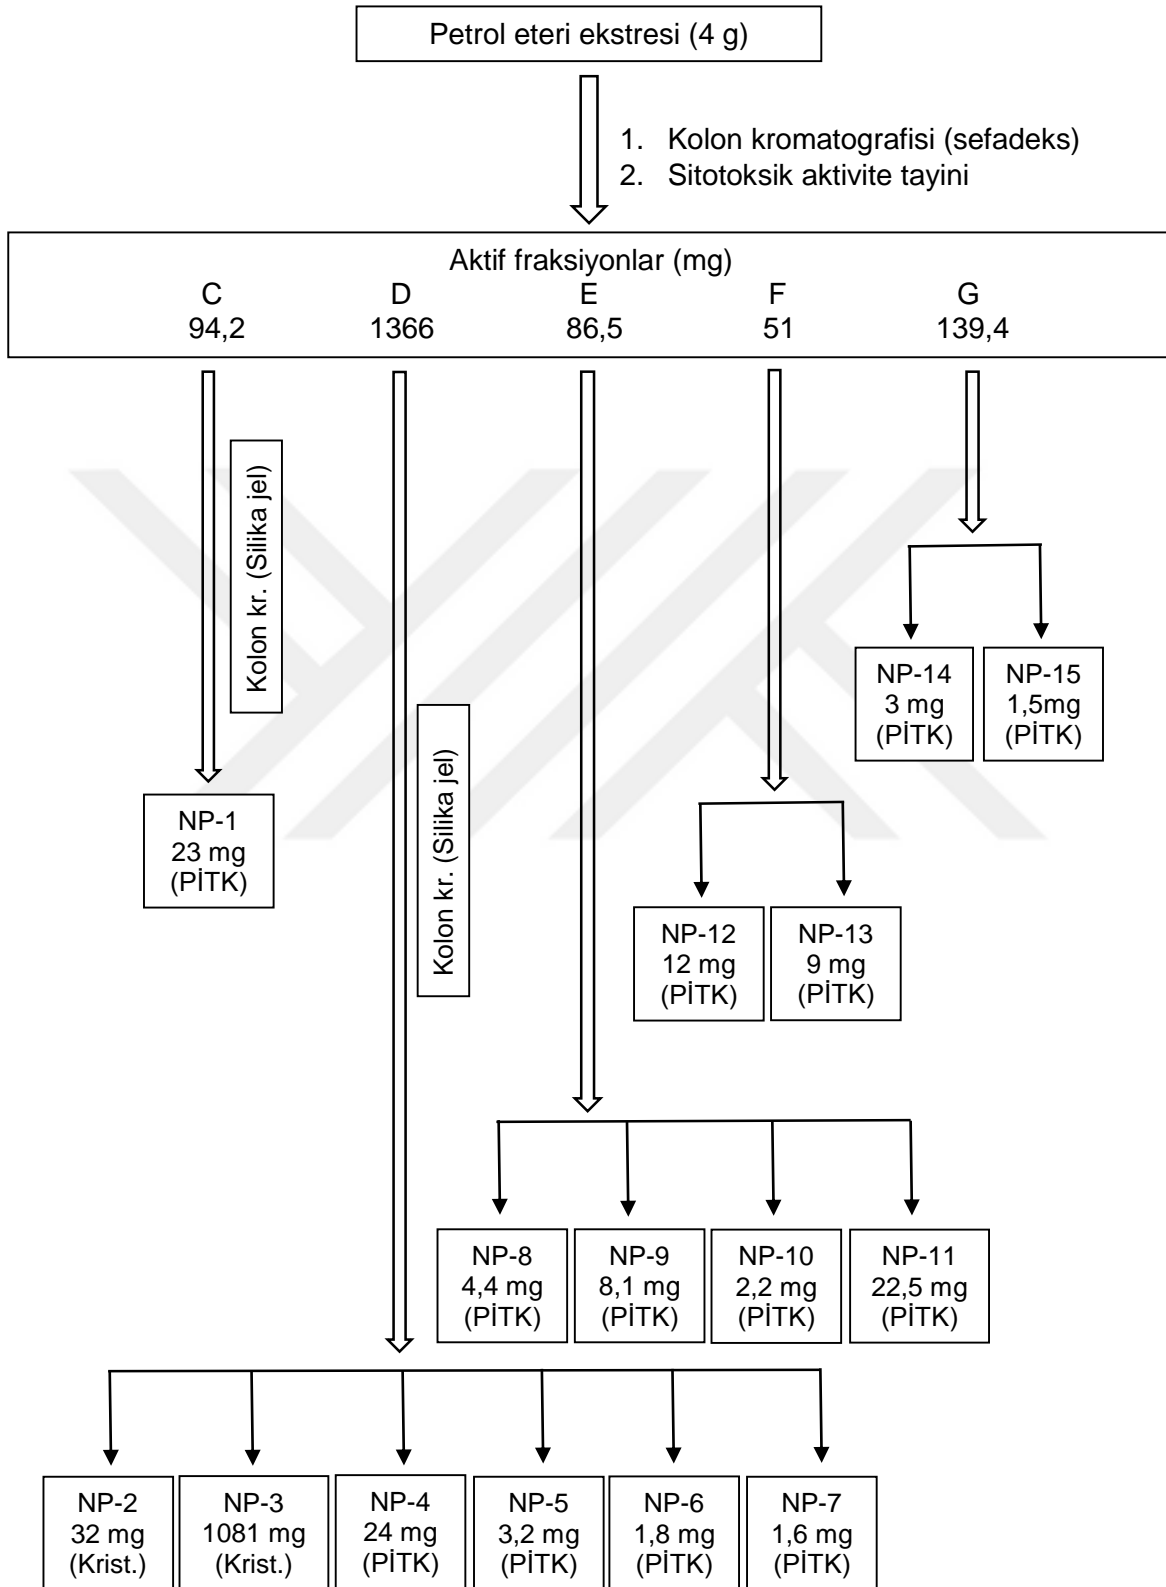 Petrol eteri ekstresi (4 g)
1. Kolon kromatografisi (sefadeks)
2. Sitotoksik aktivite tayini
Aktif fraksiyonlar (mg)
C D E F G
94,2 1366 86,5 51 139,4
Kolon kr. (Silika jel)
Kolon kr. (Silika jel)
NP-14
3 mg
(PİTK)
NP-15
1,5mg
(PİTK)
NP-1
23 mg
(PİTK)
NP-12
12 mg
(PİTK)
NP-13
9 mg
(PİTK)
NP-8
4,4 mg
(PİTK)
NP-9
8,1 mg
(PİTK)
NP-10
2,2 mg
(PİTK)
NP-11
22,5 mg
(PİTK)
NP-2
32 mg
(Krist.)
NP-3
1081 mg
(Krist.)
NP-4
24 mg
(PİTK)
NP-5
3,2 mg
(PİTK)
NP-6
1,8 mg
(PİTK)
NP-7
1,6 mg
(PİTK)